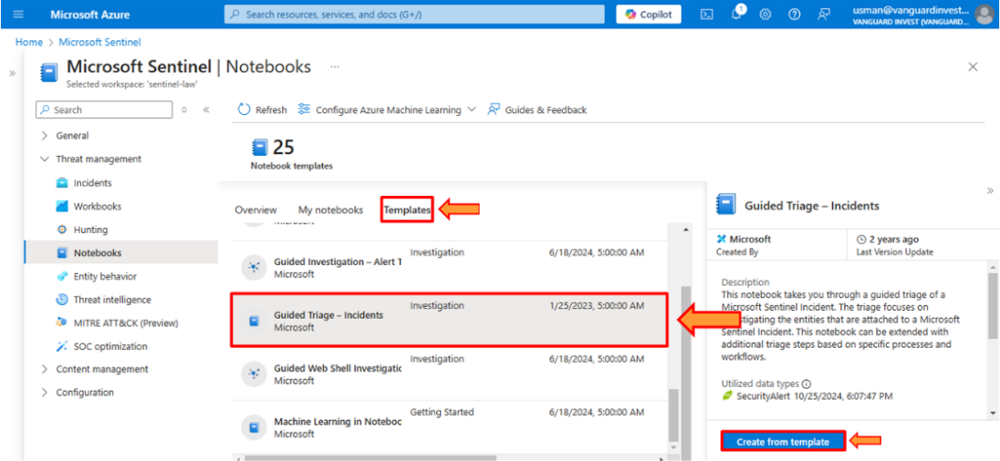 Microsoft Azure
Search resources, services, and docs (G+/)
Copilot
1
usman@vanguardinvest...
VANGUARD INVEST (VANGUARD...
Home > Microsoft Sentinel
Microsoft Sentinel | Notebooks ...
Selected workspace: 'sentinel-law'
Search
Refresh
Configure Azure Machine Learning
Guides & Feedback
General
Threat management
Incidents
Workbooks
Hunting
Notebooks
Entity behavior
Threat intelligence
MITRE ATT&CK (Preview)
SOC optimization
Content management
Configuration
25
Notebook templates
Overview
My notebooks
Templates
Microsoft
Guided Investigation – Alert T
Microsoft
Investigation
6/18/2024, 5:00:00 AM
Guided Triage – Incidents
Microsoft
Investigation
1/25/2023, 5:00:00 AM
Guided Web Shell Investigatic
Microsoft
Investigation
6/18/2024, 5:00:00 AM
Machine Learning in Noteboc
Microsoft
Getting Started
6/18/2024, 5:00:00 AM
Guided Triage – Incidents
Microsoft
Created By
2 years ago
Last Version Update
Description
This notebook takes you through a guided triage of a
Microsoft Sentinel Incident. The triage focuses on
stigating the entities that are attached to a Microsoft
Sentinel Incident. This notebook can be extended with
additional triage steps based on specific processes and
workflows.
Utilized data types
SecurityAlert 10/25/2024, 6:07:47 PM
Create from template